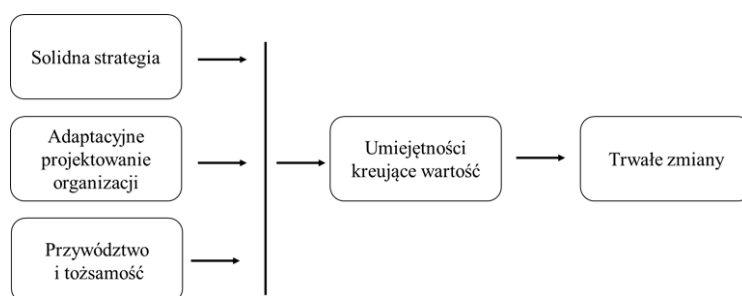 Solidna strategia
Adaptacyjne
projektowanie
organizacji
Przywództwo
i tożsamość
Umiejętności
kreujące wartość
Trwałe zmiany